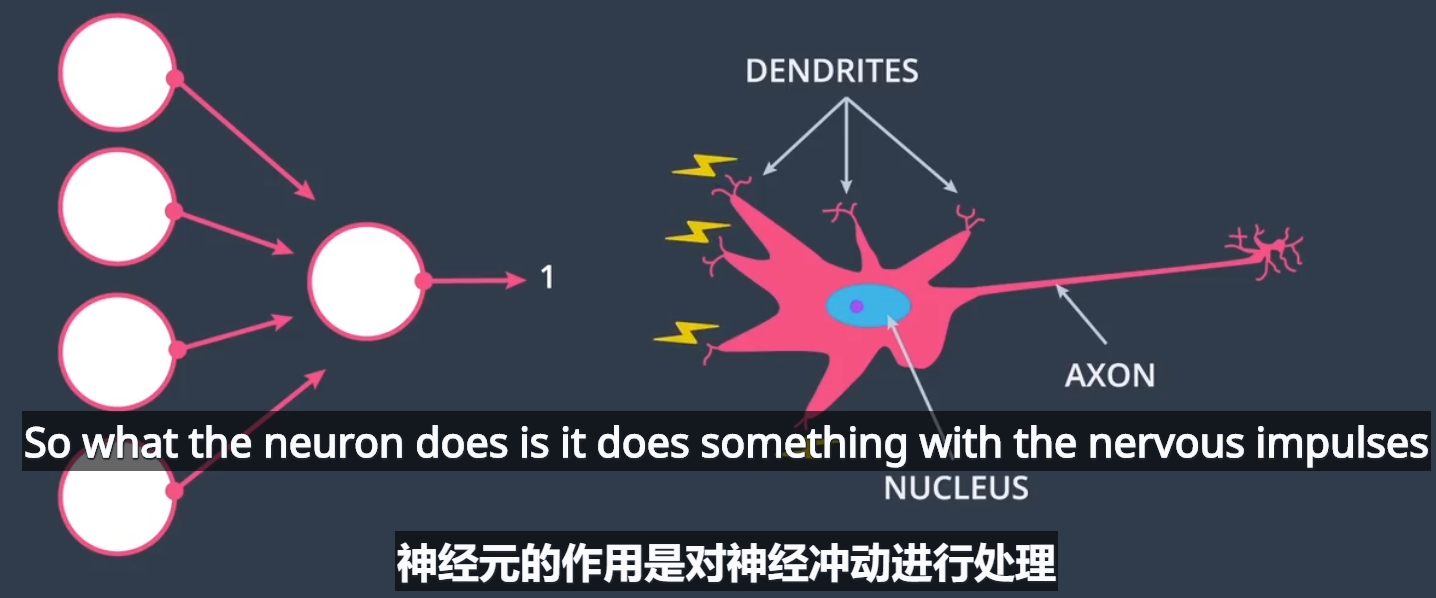 DENDRITES
1
AXON
So what the neuron does is it does something with the nervous impulses
NUCLEUS
神经元的作用是对神经冲动进行处理